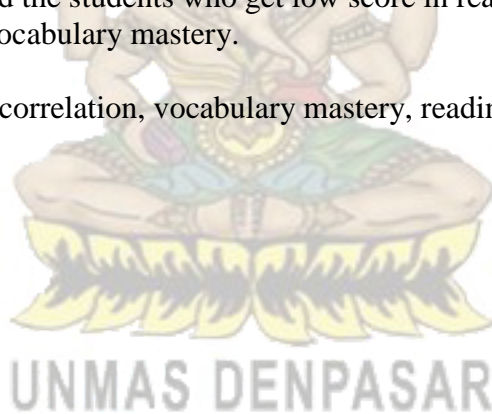 d the students who get low score in rea
ocabulary mastery.
correlation, vocabulary mastery, readin
UNMAS DENPASAR